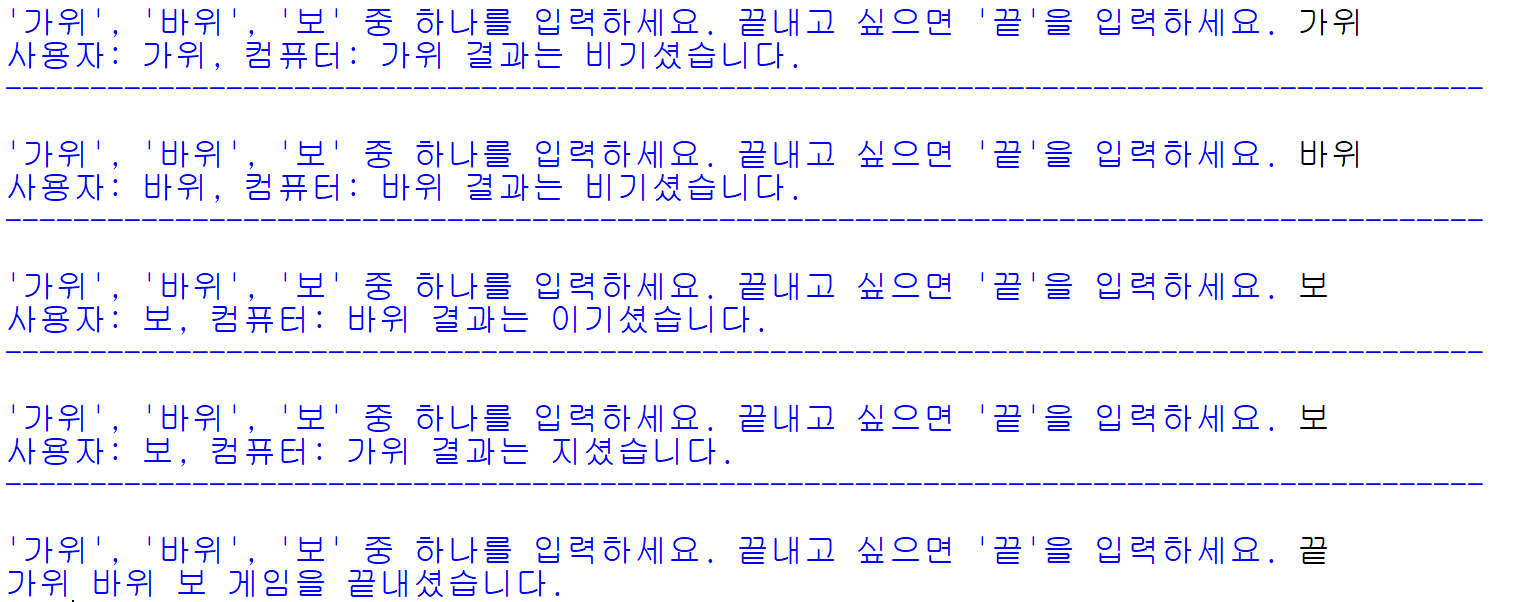 '가위', '바위', '보' 중 하나를 입력하세요. 끝내고 싶으면 '끝'을 입력하세요. 가위
사용자: 가위, 컴퓨터: 가위 결과는 비기셨습니다.
---------------------------------------------------------------------------------------
'가위', '바위', '보' 중 하나를 입력하세요. 끝내고 싶으면 '끝'을 입력하세요. 바위
사용자: 바위, 컴퓨터: 바위 결과는 비기셨습니다.
---------------------------------------------------------------------------------------
'가위', '바위', '보' 중 하나를 입력하세요. 끝내고 싶으면 '끝'을 입력하세요. 보
사용자: 보, 컴퓨터: 바위 결과는 이기셨습니다.
---------------------------------------------------------------------------------------
'가위', '바위', '보' 중 하나를 입력하세요. 끝내고 싶으면 '끝'을 입력하세요. 보
사용자: 보, 컴퓨터: 가위 결과는 지셨습니다.
---------------------------------------------------------------------------------------
'가위', '바위', '보' 중 하나를 입력하세요. 끝내고 싶으면 '끝'을 입력하세요. 끝
가위 바위 보 게임을 끝내셨습니다.